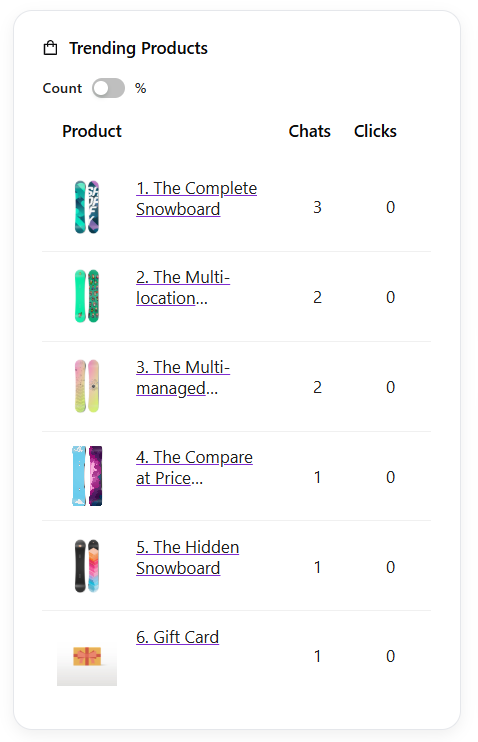 Trending Products
Count %
Product Chats Clicks
1. The Complete
Snowboard
3 0
2. The Multi-
location...
2 0
3. The Multi-
managed...
2 0
4. The Compare
at Price...
1 0
5. The Hidden
Snowboard
1 0
6. Gift Card
1 0